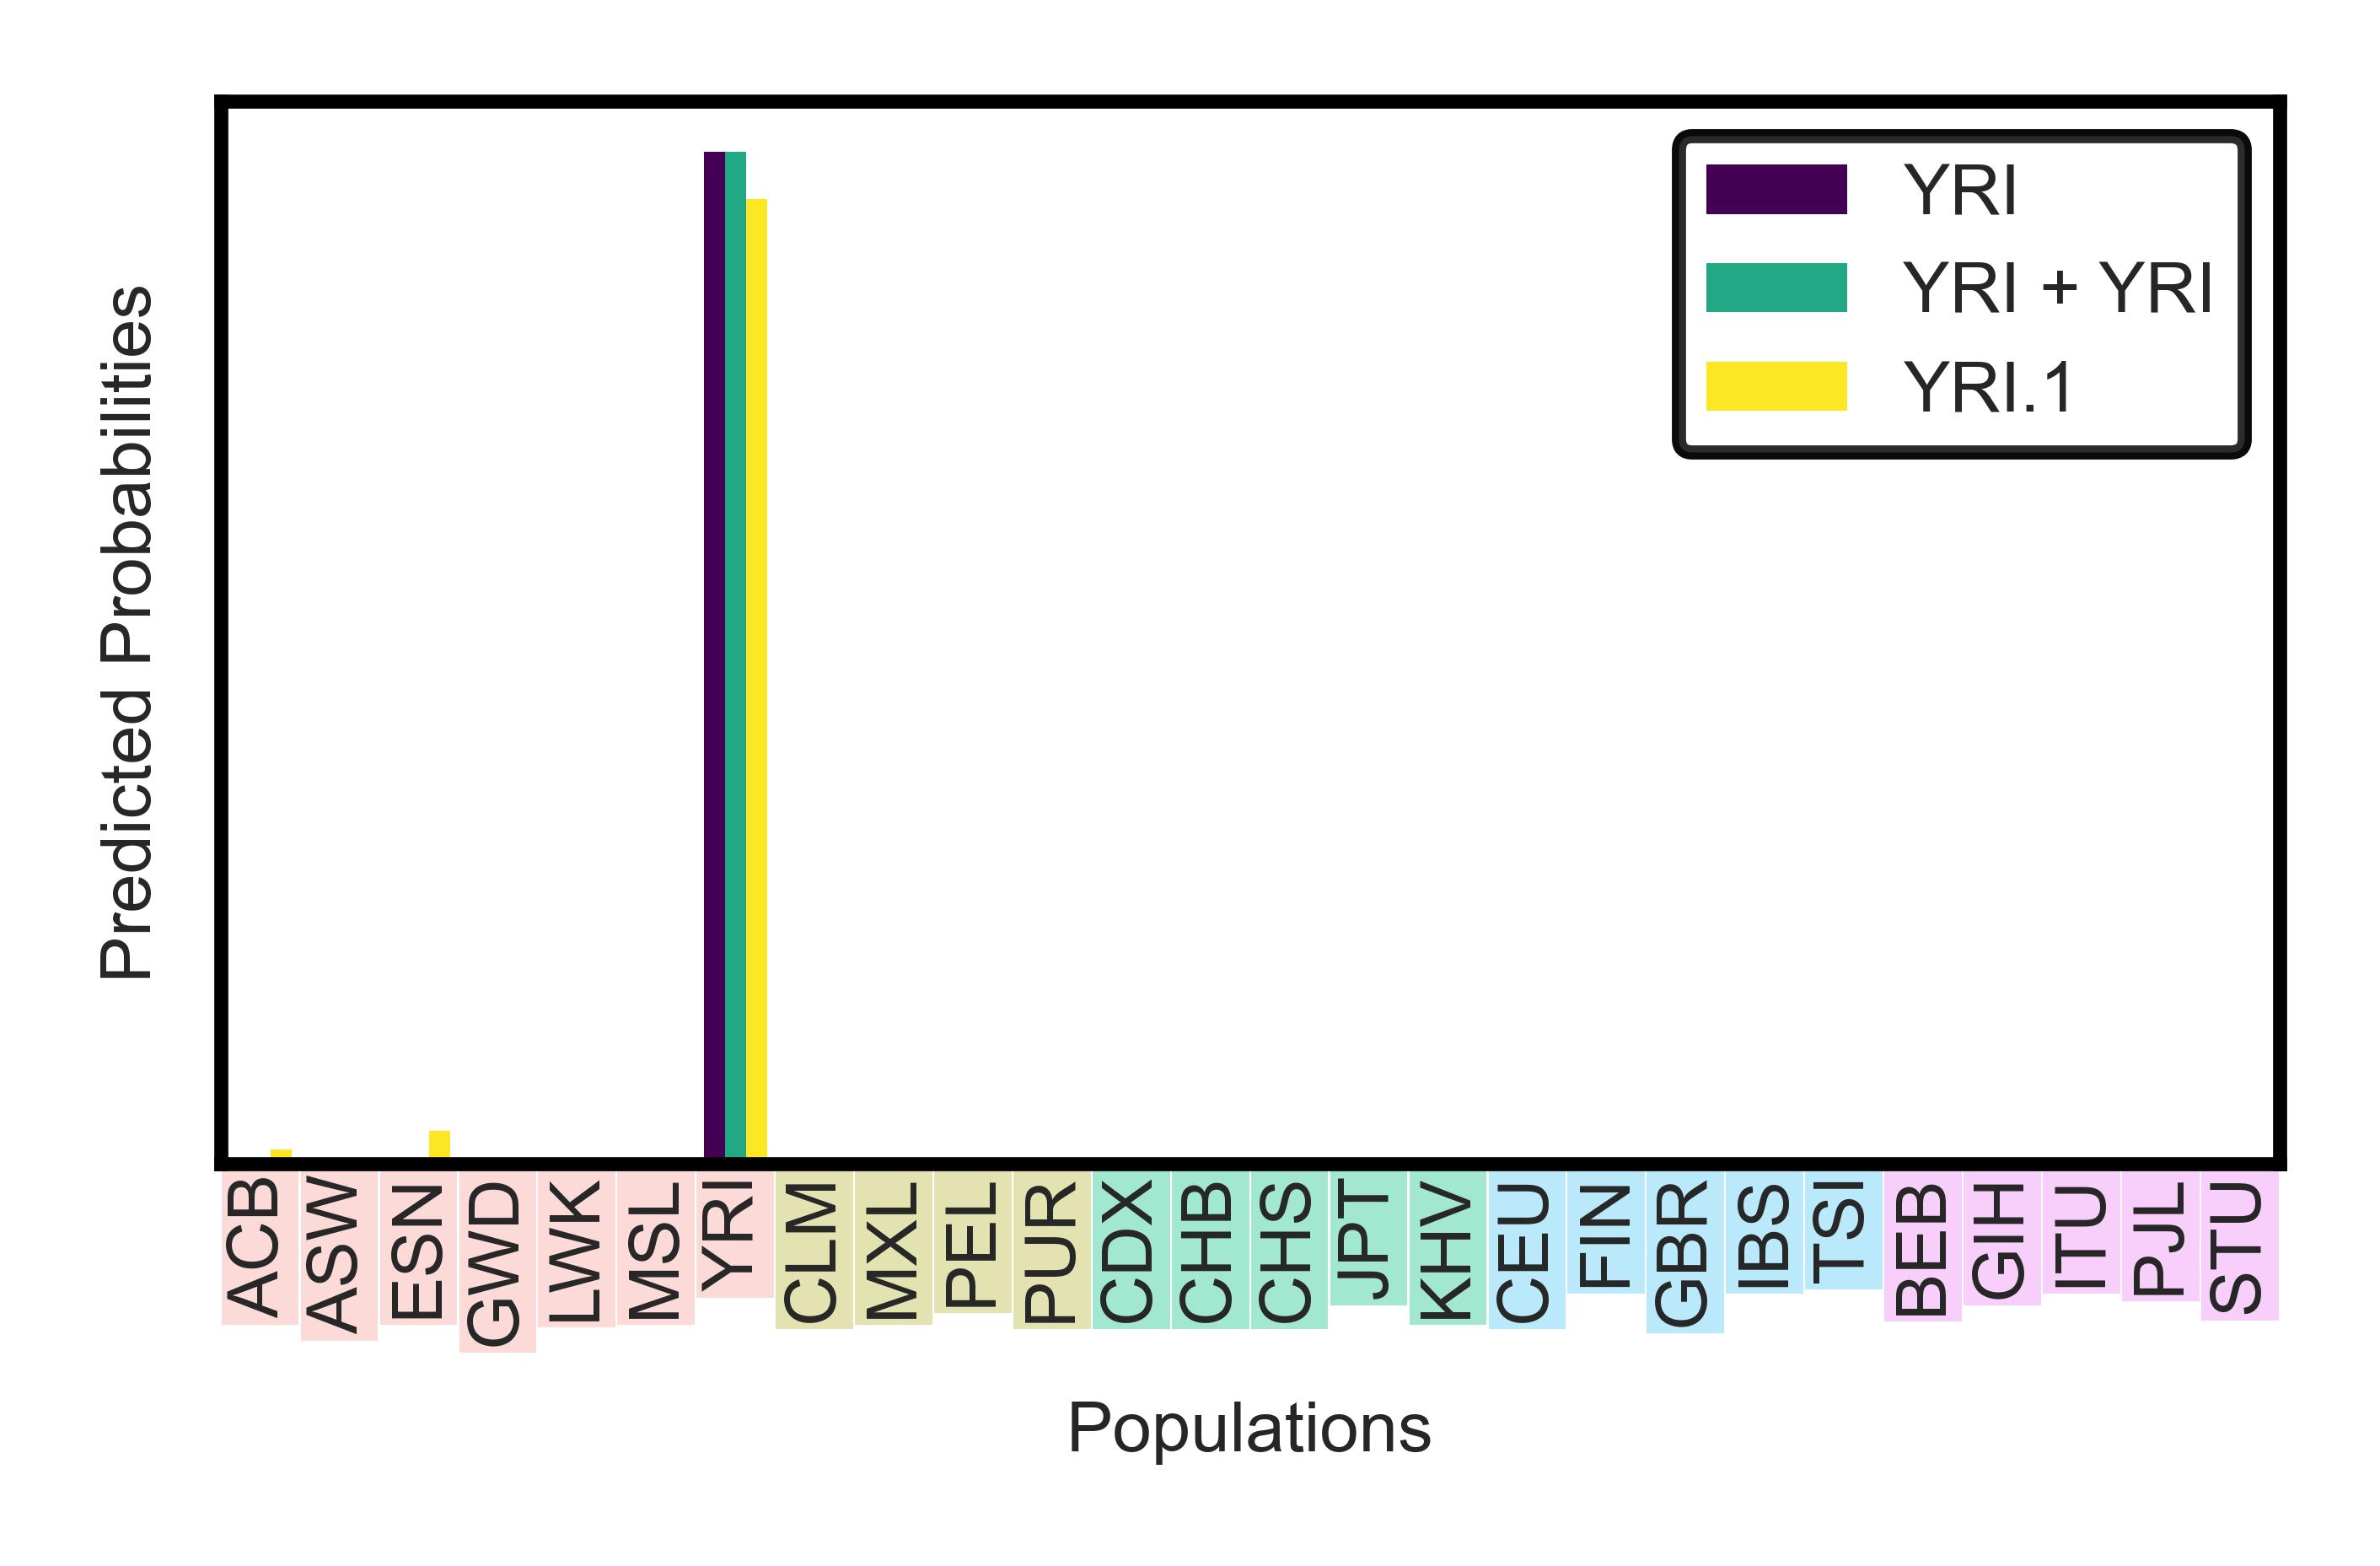 YRI
YRI + YRI
YRI.1
Predicted Probabilities
ACB
ASW
ESN
GWD
LWK
MSL
YRI
CLM
MXL
PEL
PUR
CDX
CHB
CHS
JPT
KHV
CEU
FIN
GBR
IBS
TSI
BEB
GIH
ITU
PJL
STU
Populations